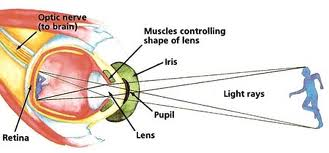 Optic nerve
(to brain)
Muscles controlling
shape of lens
Iris
Light rays
Pupil
Lens
Retina